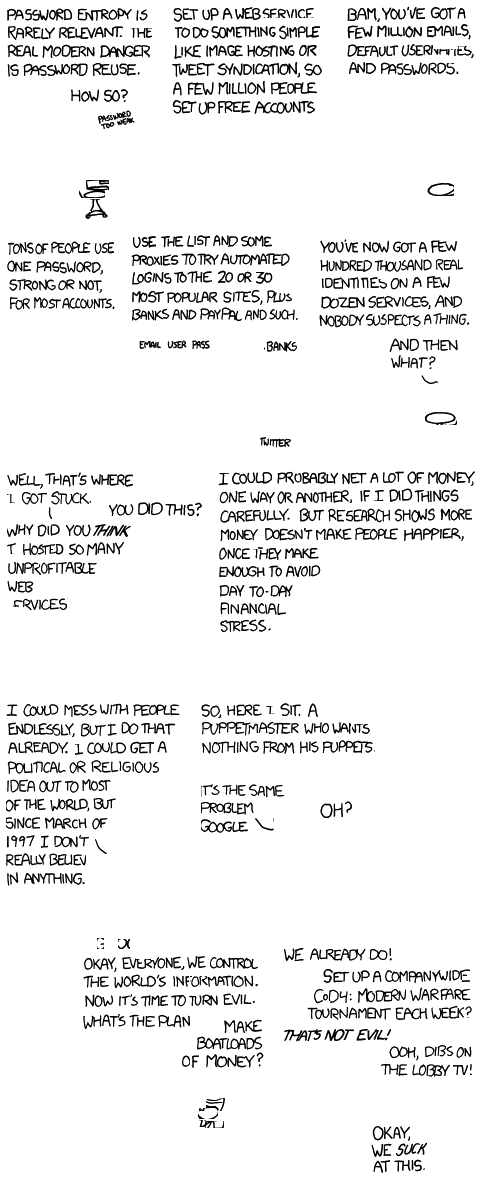 PASSWORD ENTROPY IS
RARELY RELEVANT. THE
REAL MODERN DANGER
IS PASSWORD REUSE.
HOW SO?
PASSWORD
TOO WEAK
SET UP A WEB SERVICE
TO DO SOMETHING SIMPLE
LIKE IMAGE HOSTING OR
TWEET SYNDICATION, SO
A FEW MILLION PEOPLE
SET UP FREE ACCOUNTS
BAM, YOU'VE GOT A
FEW MILLION EMAILS,
DEFAULT USERNAMES,
AND PASSWORDS.
TONS OF PEOPLE USE
ONE PASSWORD,
STRONG OR NOT,
FOR MOST ACCOUNTS.
USE THE LIST AND SOME
PROXIES TO TRY AUTOMATED
LOGINS TO THE 20 OR 30
MOST POPULAR SITES, PLUS
BANKS AND PAYPAL AND SUCH.
EMAIL USER PASS
.BANKS
TWITTER
YOU'VE NOW GOT A FEW
HUNDRED THOUSAND REAL
IDENTITIES ON A FEW
DOZEN SERVICES, AND
NOBODY SUSPECTS A THING.
AND THEN
WHAT?
WELL, THAT'S WHERE
I GOT STUCK.
YOU DID THIS?
WHY DID YOU THINK
I HOSTED SO MANY
UNPROFITABLE
WEB
ERVICES
I COULD PROBABLY NET A LOT OF MONEY,
ONE WAY OR ANOTHER, IF I DID THINGS
CAREFULLY. BUT RESEARCH SHOWS MORE
MONEY DOESN'T MAKE PEOPLE HAPPIER,
ONCE THEY MAKE
ENOUGH TO AVOID
DAY-TO-DAY
FINANCIAL
STRESS.
I COULD MESS WITH PEOPLE
ENDLESSLY, BUT I DO THAT
ALREADY. I COULD GET A
POLITICAL OR RELIGIOUS
IDEA OUT TO MOST
OF THE WORLD, BUT
SINCE MARCH OF
1997 I DON'T
REALLY BELIEV
IN ANYTHING.
SO, HERE I SIT. A
PUPPETMASTER WHO WANTS
NOTHING FROM HIS PUPPETS.
IT'S THE SAME
PROBLEM
GOOGLE
OH?
OKAY, EVERYONE, WE CONTROL
THE WORLD'S INFORMATION.
NOW IT'S TIME TO TURN EVIL.
WHAT'S THE PLAN
MAKE
BOATLOADS
OF MONEY?
WE ALREADY DO!
SET UP A COMPANYWIDE
CoD4: MODERN WARFARE
TOURNAMENT EACH WEEK?
THAT'S NOT EVIL!
OOH, DIBS ON
THE LOBBY TV!
OKAY,
WE SUCK
AT THIS.